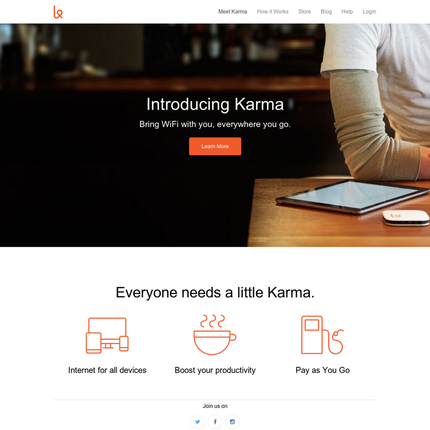 Meet Karma
How it Works
Store
Blog
Help
Login
Introducing Karma
Bring WiFi with you, everywhere you go.
Learn More
Everyone needs a little Karma.
Internet for all devices
Boost your productivity
Pay as You Go
Join us on